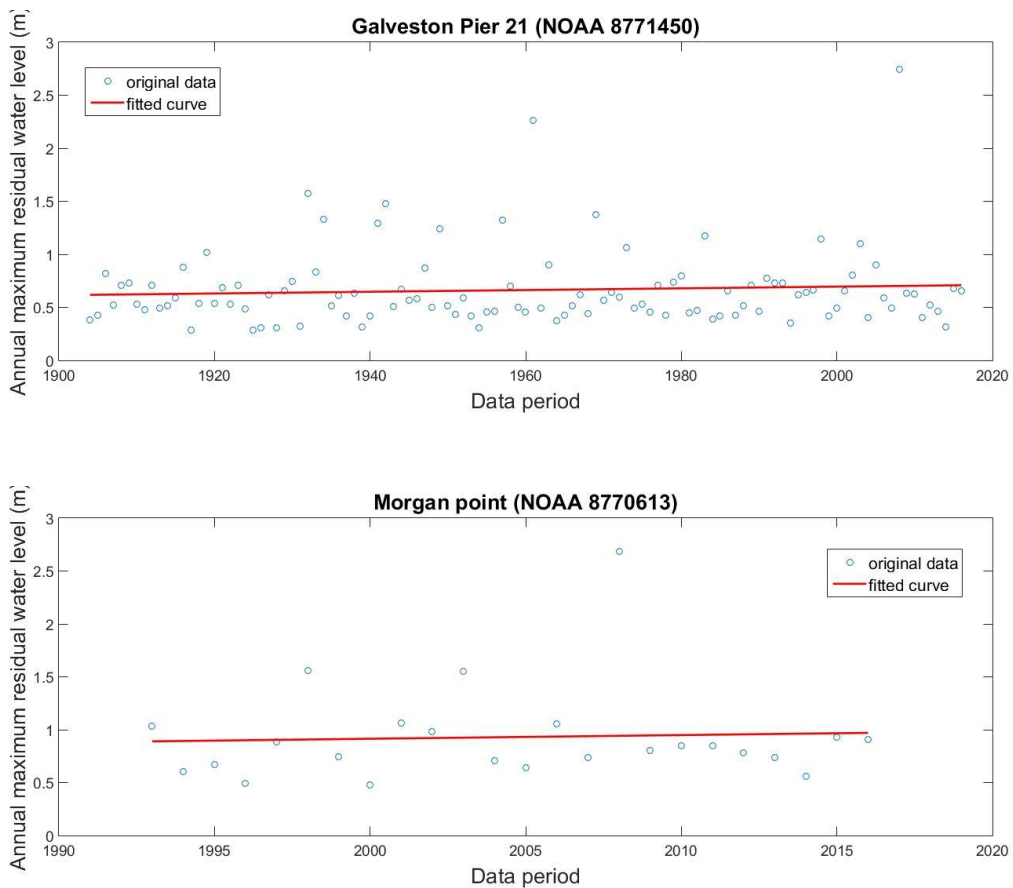 Galveston Pier 21 (NOAA 8771450)
Annual maximum residual water level (m)
3
2.5
2
1.5
1
0.5
0
original data
fitted curve
1900 1920 1940 1960 1980 2000 2020
Data period
Morgan point (NOAA 8770613)
Annual maximum residual water level (m)
3
2.5
2
1.5
1
0.5
0
original data
fitted curve
1990 1995 2000 2005 2010 2015 2020
Data period